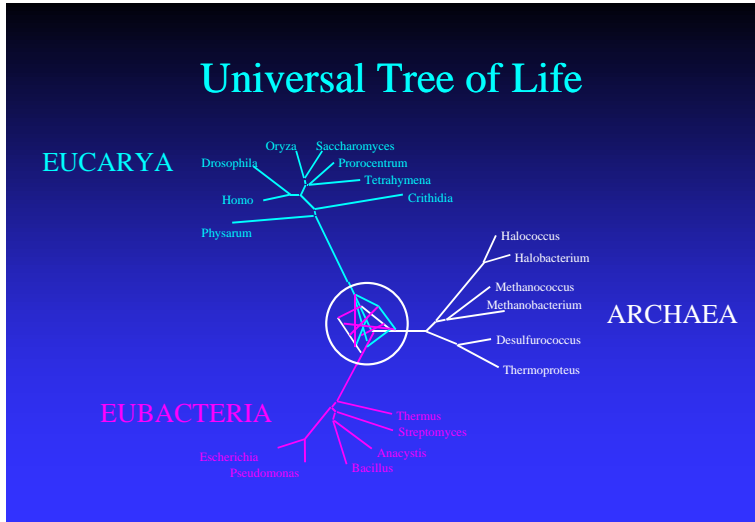 Universal Tree of Life
EUCARYA
Oryza
Saccharomyces
Drosophila
Prorocentrum
Tetrahymena
Homo
Crithidia
Physarum
Halococcus
Halobacterium
Methanococcus
Methanobacterium
ARCHAEA
Desulfurococcus
Thermoproteus
EUBACTERIA
Thermus
Streptomyces
Escherichia
Anacystis
Pseudomonas
Bacillus